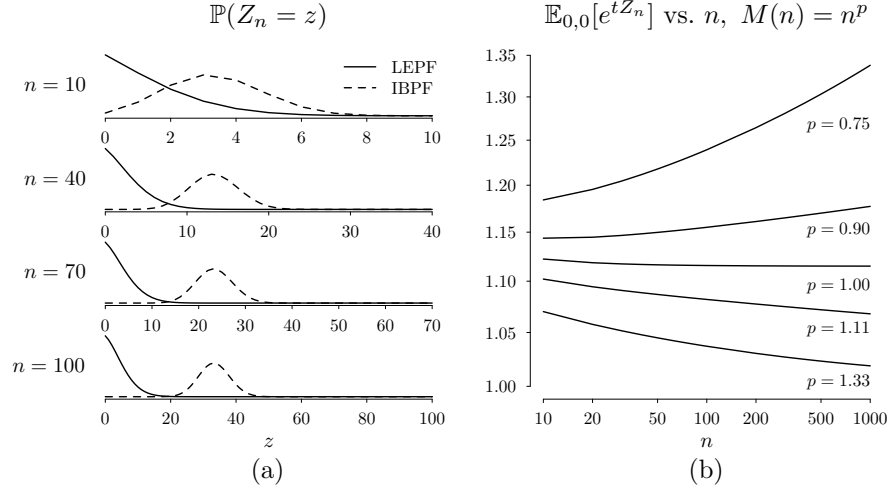 ℙ(Z_n = z)
LEPF
IBPF
n = 10
0 2 4 6 8 10
n = 40
0 10 20 30 40
n = 70
0 10 20 30 40 50 60 70
n = 100
0 20 40 60 80 100
z
(a)
𝔼_{0,0}[e^{tZ_n}] vs. n, M(n) = n^p
1.35
1.30
1.25
1.20
1.15
1.10
1.05
1.00
p = 0.75
p = 0.90
p = 1.00
p = 1.11
p = 1.33
10 20 50 100 200 500 1000
n
(b)